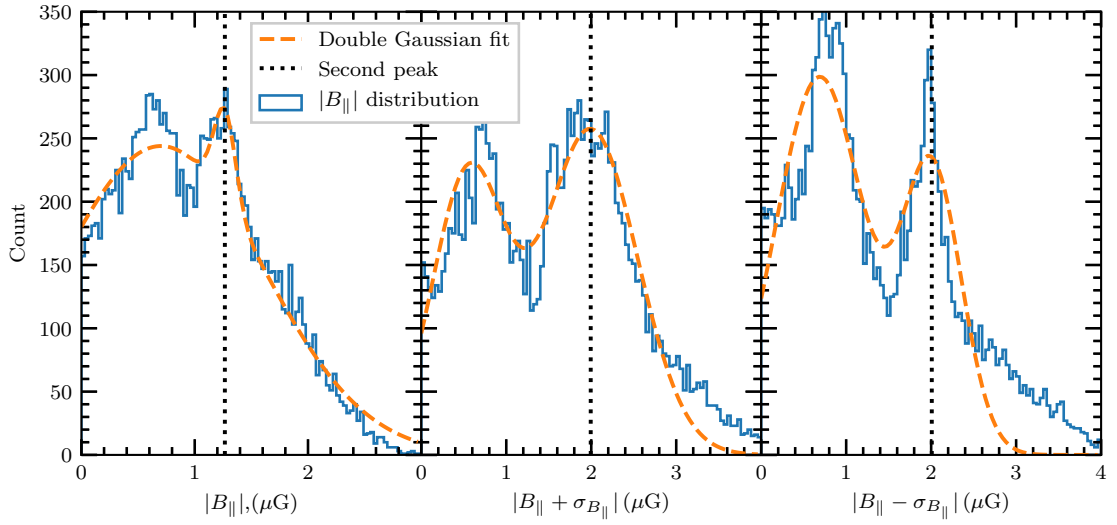 350
300
250
200
150
100
50
0
Count
Double Gaussian fit
Second peak
|B∥| distribution
0 1 2
0 1 2 3
0 1 2 3 4
|B∥|,(μG)
|B∥ + σB∥| (μG)
|B∥ − σB∥| (μG)